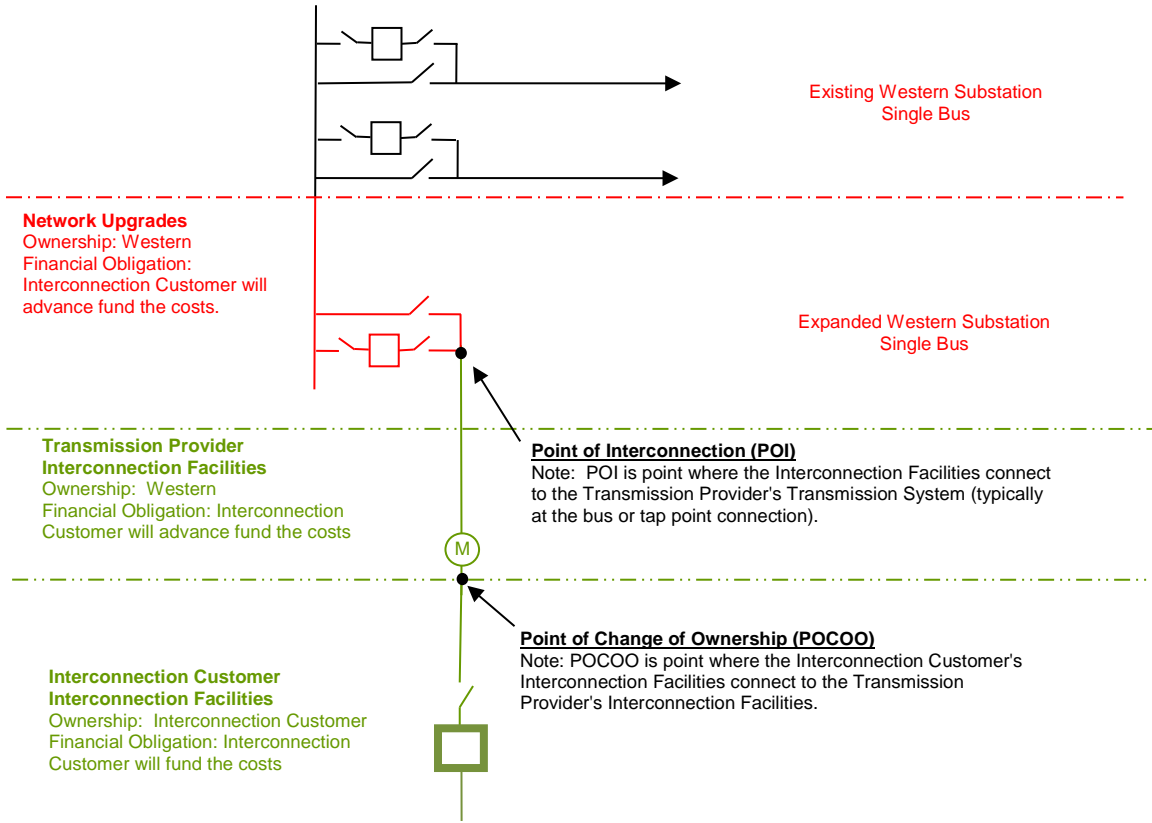 Existing Western Substation
Single Bus
Network Upgrades
Ownership: Western
Financial Obligation:
Interconnection Customer will
advance fund the costs.
Expanded Western Substation
Single Bus
Transmission Provider
Interconnection Facilities
Ownership:  Western
Financial Obligation: Interconnection
Customer will advance fund the costs
Point of Interconnection (POI)
Note:  POI is point where the Interconnection Facilities connect
to the Transmission Provider's Transmission System (typically
at the bus or tap point connection).
M
Point of Change of Ownership (POCOO)
Note: POCOO is point where the Interconnection Customer's
Interconnection Facilities connect to the Transmission
Provider's Interconnection Facilities.
Interconnection Customer
Interconnection Facilities
Ownership:  Interconnection Customer
Financial Obligation: Interconnection
Customer will fund the costs